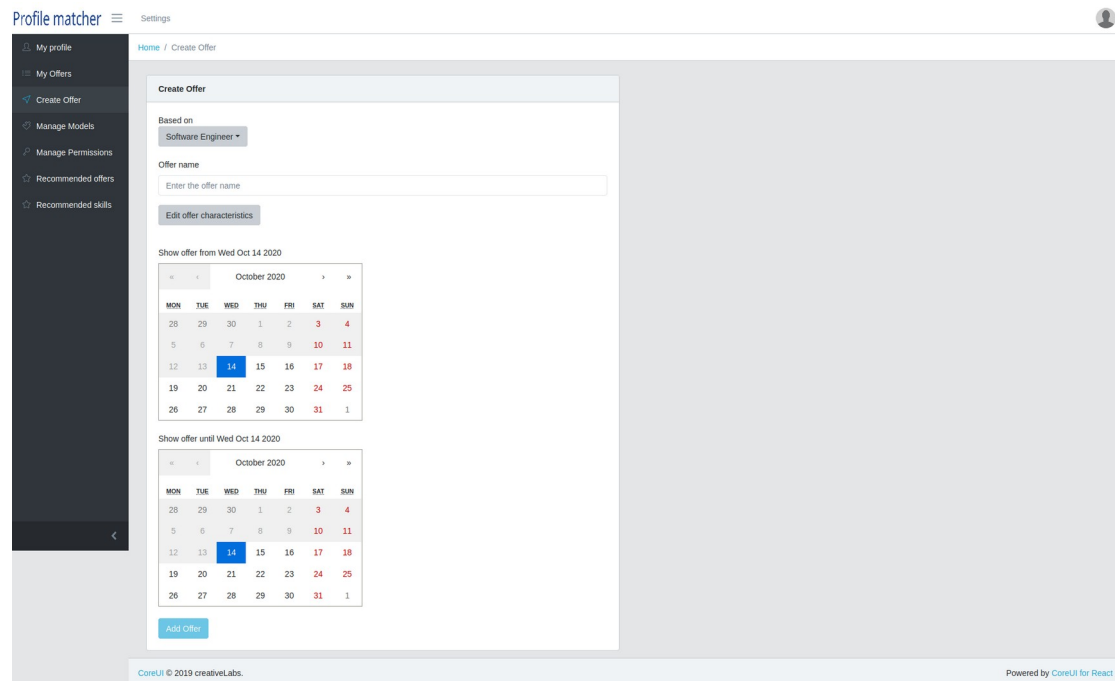 Profile matcher
Settings
My profile
My Offers
Create Offer
Manage Models
Manage Permissions
Recommended offers
Recommended skills
Home / Create Offer
Create Offer
Based on
Software Engineer
Offer name
Enter the offer name
Edit offer characteristics
Show offer from Wed Oct 14 2020
« ‹ October 2020 › »
MON TUE WED THU FRI SAT SUN
28 29 30 1 2 3 4
5 6 7 8 9 10 11
12 13 14 15 16 17 18
19 20 21 22 23 24 25
26 27 28 29 30 31 1
Show offer until Wed Oct 14 2020
« ‹ October 2020 › »
MON TUE WED THU FRI SAT SUN
28 29 30 1 2 3 4
5 6 7 8 9 10 11
12 13 14 15 16 17 18
19 20 21 22 23 24 25
26 27 28 29 30 31 1
Add Offer
CoreUI © 2019 creativeLabs.
Powered by CoreUI for React